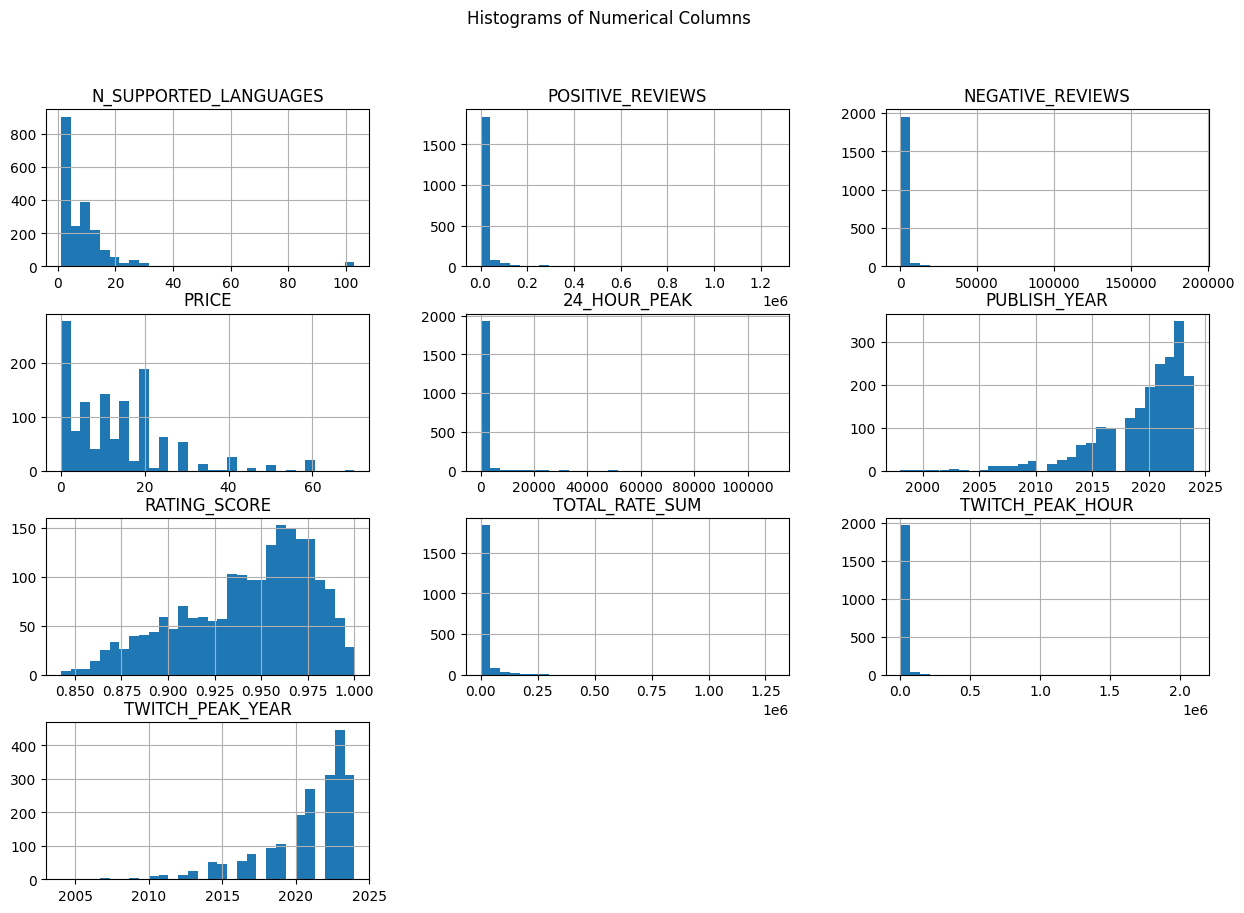 Histograms of Numerical Columns
N_SUPPORTED_LANGUAGES
800
600
400
200
0
0 20 40 60 80 100
POSITIVE_REVIEWS
1500
1000
500
0
0.0 0.2 0.4 0.6 0.8 1.0 1.2
1e6
NEGATIVE_REVIEWS
2000
1500
1000
500
0
0 50000 100000 150000 200000
PRICE
200
100
0
0 20 40 60
24_HOUR_PEAK
2000
1500
1000
500
0
0 20000 40000 60000 80000 100000
PUBLISH_YEAR
300
200
100
0
2000 2005 2010 2015 2020 2025
RATING_SCORE
150
100
50
0
0.850 0.875 0.900 0.925 0.950 0.975 1.000
TOTAL_RATE_SUM
1500
1000
500
0
0.00 0.25 0.50 0.75 1.00 1.25
1e6
TWITCH_PEAK_HOUR
2000
1500
1000
500
0
0.0 0.5 1.0 1.5 2.0
1e6
TWITCH_PEAK_YEAR
400
300
200
100
0
2005 2010 2015 2020 2025